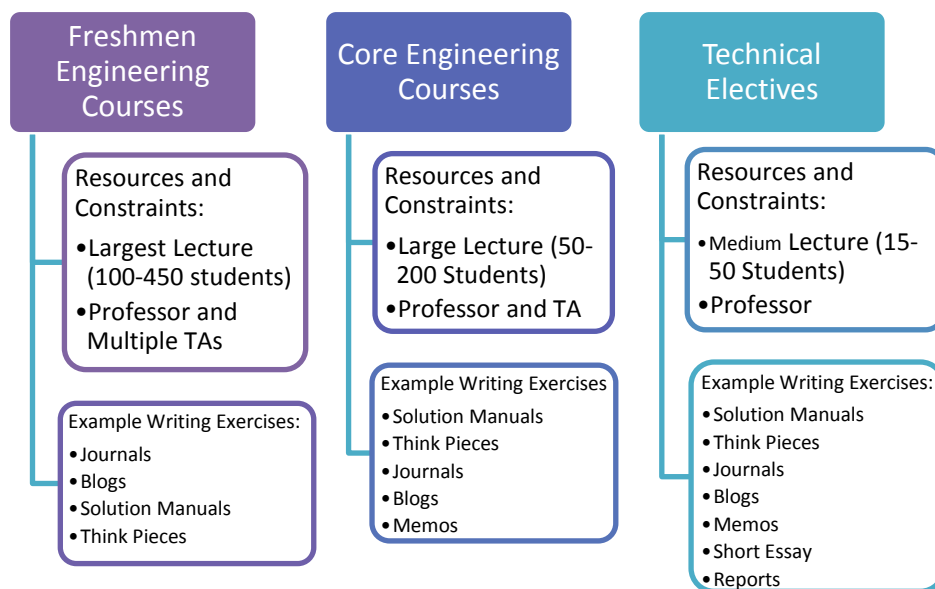 Freshmen
Engineering
Courses
Resources and
Constraints:
•Largest Lecture
(100-450 students)
•Professor and
Multiple TAs
Example Writing Exercises:
•Journals
•Blogs
•Solution Manuals
•Think Pieces
Core Engineering
Courses
Resources and
Constraints:
•Large Lecture (50-
200 Students)
•Professor and TA
Example Writing Exercises
•Solution Manuals
•Think Pieces
•Journals
•Blogs
•Memos
Technical
Electives
Resources and
Constraints:
•Medium Lecture (15-
50 Students)
•Professor
Example Writing Exercises:
•Solution Manuals
•Think Pieces
•Journals
•Blogs
•Memos
•Short Essay
•Reports